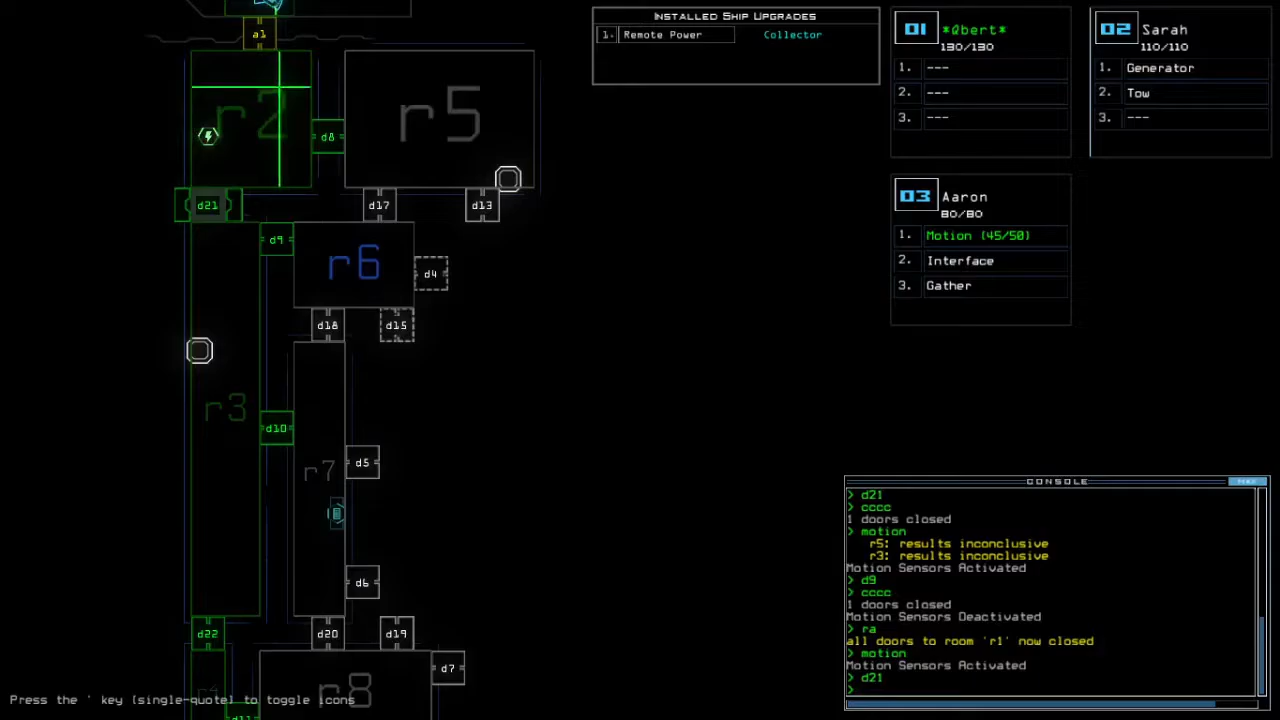 a1
r2
r5
d8
d21
d17
d13
d9
r6
d4
d18
d15
r3
d10
r7
d5
d6
d22
d20
d19
d7
r8
d11
Press the ' key (single-quote) to toggle icons
Installed Ship Upgrades
1. Remote Power Collector
01 *Qbert*
130/130
1. ---
2. ---
3. ---
02 Sarah
110/110
1. Generator
2. Tow
3. ---
03 Aaron
80/80
1. Motion (45/50)
2. Interface
3. Gather
CONSOLE
> d21
> cccc
1 doors closed
> motion
r5: results inconclusive
r3: results inconclusive
Motion Sensors Activated
> d9
> cccc
1 doors closed
Motion Sensors Deactivated
> ra
all doors to room 'r1' now closed
> motion
Motion Sensors Activated
> d21
>